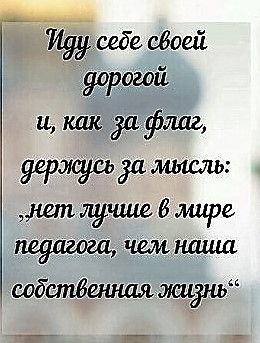 Иду себе своей
дорогой
и, как за флаг,
держусь за мысль:
„нет лучше в мире
педагога, чем наша
собственная жизнь“